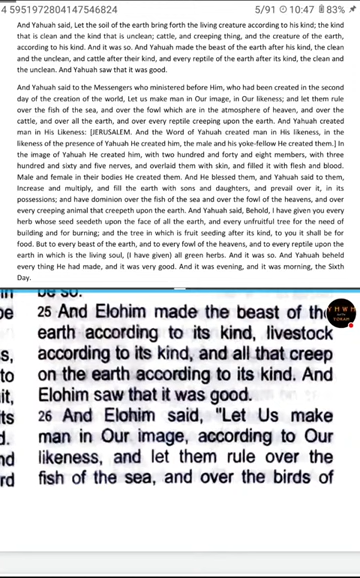 4 5951972804147546824 5/91 10:47 83%
And Yahuah said, Let the soil of the earth bring forth the living creature according to his kind; the kind
that is clean and the kind that is unclean; cattle, and creeping thing, and the creature of the earth,
according to his kind. And it was so. And Yahuah made the beast of the earth after his kind, the clean
and the unclean, and cattle after their kind, and every reptile of the earth after its kind, the clean and
the unclean. And Yahuah saw that it was good.
And Yahuah said to the Messengers who ministered before Him, who had been created in the second
day of the creation of the world, Let us make man in Our Image, in Our likeness; and let them rule
over the fish of the sea, and over the fowl which are in the atmosphere of heaven, and over the
cattle, and over all the earth, and over every reptile creeping upon the earth. And Yahuah created
man in His Likeness: [JERUSALEM. And the Word of Yahuah created man in His likeness, in the
likeness of the presence of Yahuah He created him, the male and his yoke-fellow He created them.] In
the image of Yahuah He created him, with two hundred and forty and eight members, with three
hundred and sixty and five nerves, and overlaid them with skin, and filled it with flesh and blood.
Male and female in their bodies He created them. And He blessed them, and Yahuah said to them,
Increase and multiply, and fill the earth with sons and daughters, and prevail over it, in its
possessions; and have dominion over the fish of the sea and over the fowl of the heavens, and over
every creeping animal that creepeth upon the earth. And Yahuah said, Behold, I have given you every
herb whose seed seedeth upon the face of all the earth, and every unfruitful tree for the need of
building and for burning; and the tree in which is fruit seeding after its kind, to you it shall be for
food. But to every beast of the earth, and to every fowl of the heavens, and to every reptile upon the
earth in which is the living soul, (I have given) all green herbs. And it was so. And Yahuah beheld
every thing He had made, and it was very good. And it was evening, and it was morning, the Sixth
Day.
be so.
25 And Elohim made the beast of the
earth according to its kind, livestock
according to its kind, and all that creep
on the earth according to its kind. And
Elohim saw that it was good.
26 And Elohim said, "Let Us make
man in Our image, according to Our
likeness, and let them rule over the
fish of the sea, and over the birds of